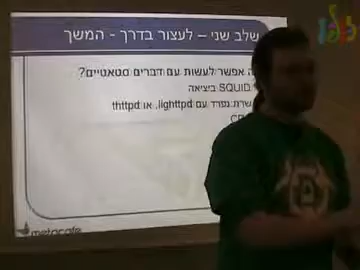 שלב שני – לעצור בדרך - המשך
ה אפשר לעשות עם דברים סטאטיים?
SQUID ביציאה
שרת נפרד עם lighttpd, או thttpd
metacafe